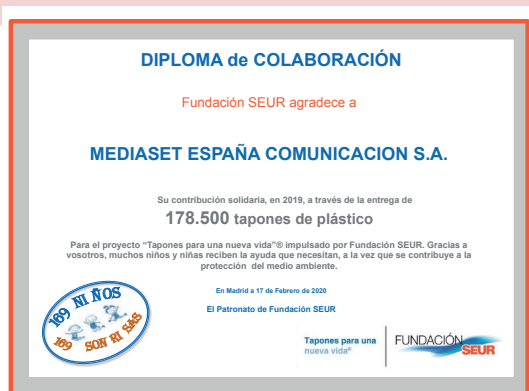 DIPLOMA de COLABORACIÓN
Fundación SEUR agradece a
MEDIASET ESPAÑA COMUNICACION S.A.
Su contribución solidaria, en 2019, a través de la entrega de
178.500 tapones de plástico
Para el proyecto “Tapones para una nueva vida”® impulsado por Fundación SEUR. Gracias a
vosotros, muchos niños y niñas reciben la ayuda que necesitan, a la vez que se contribuye a la
protección del medio ambiente.
En Madrid a 17 de Febrero de 2020
El Patronato de Fundación SEUR
169 NIÑOS
169 SONRISAS
Tapones para una
nueva vida®
FUNDACIÓN
SEUR